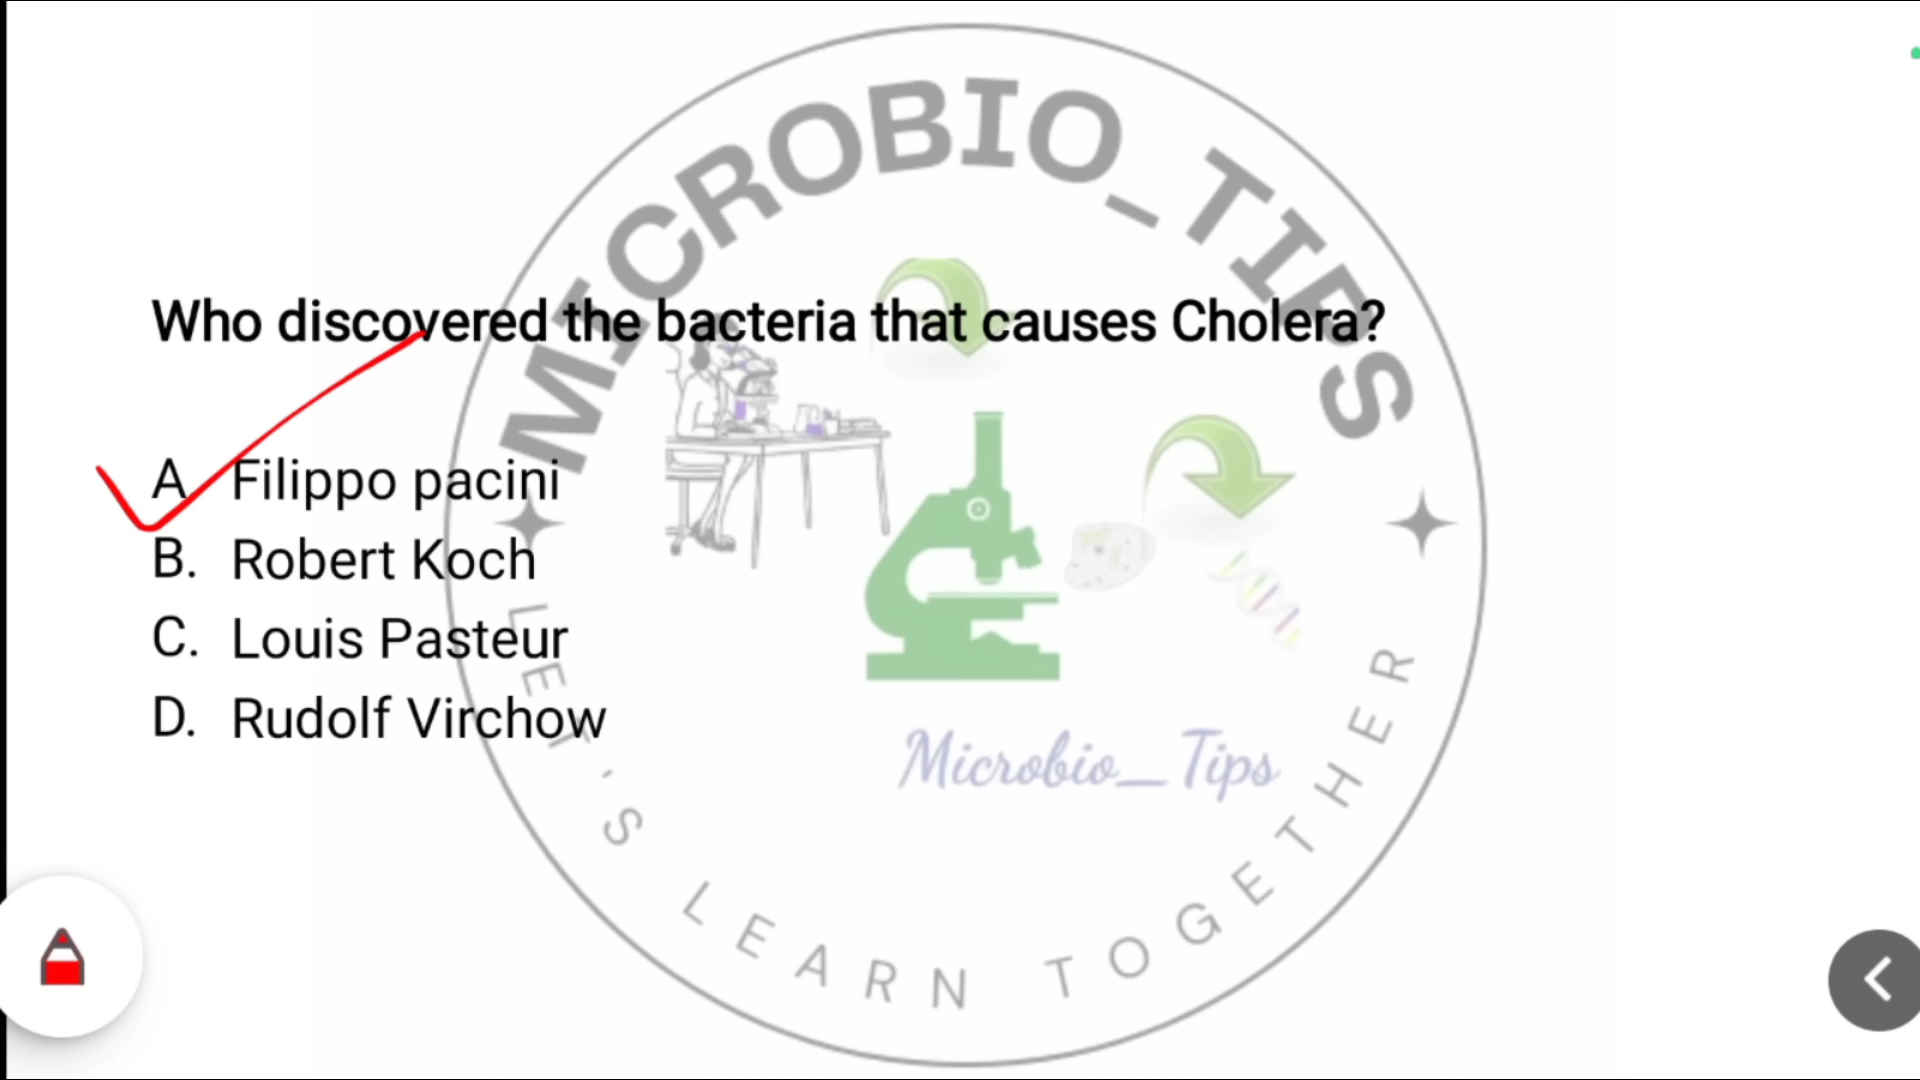 MICROBIO_TIPS
Who discovered the bacteria that causes Cholera?
A. Filippo pacini
B. Robert Koch
C. Louis Pasteur
D. Rudolf Virchow
Microbio_Tips
LET'S LEARN TOGETHER